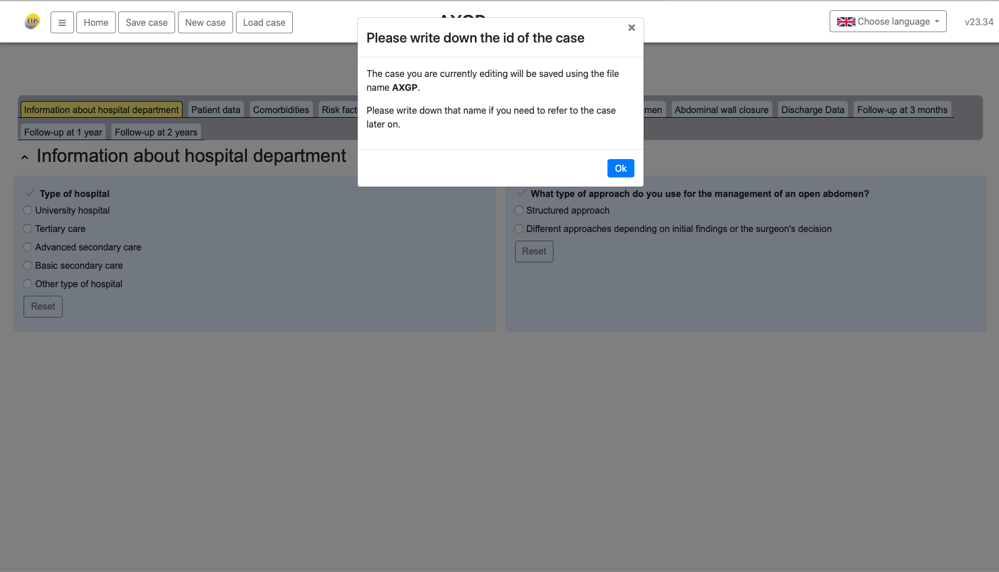 EHS
Home
Save case
New case
Load case
Choose language
v23.34
Please write down the id of the case
The case you are currently editing will be saved using the file
name AXGP.
Please write down that name if you need to refer to the case
later on.
Ok
Information about hospital department
Patient data
Comorbidities
Abdominal wall closure
Discharge Data
Follow-up at 3 months
Follow-up at 1 year
Follow-up at 2 years
Information about hospital department
Type of hospital
University hospital
Tertiary care
Advanced secondary care
Basic secondary care
Other type of hospital
Reset
What type of approach do you use for the management of an open abdomen?
Structured approach
Different approaches depending on initial findings or the surgeon's decision
Reset